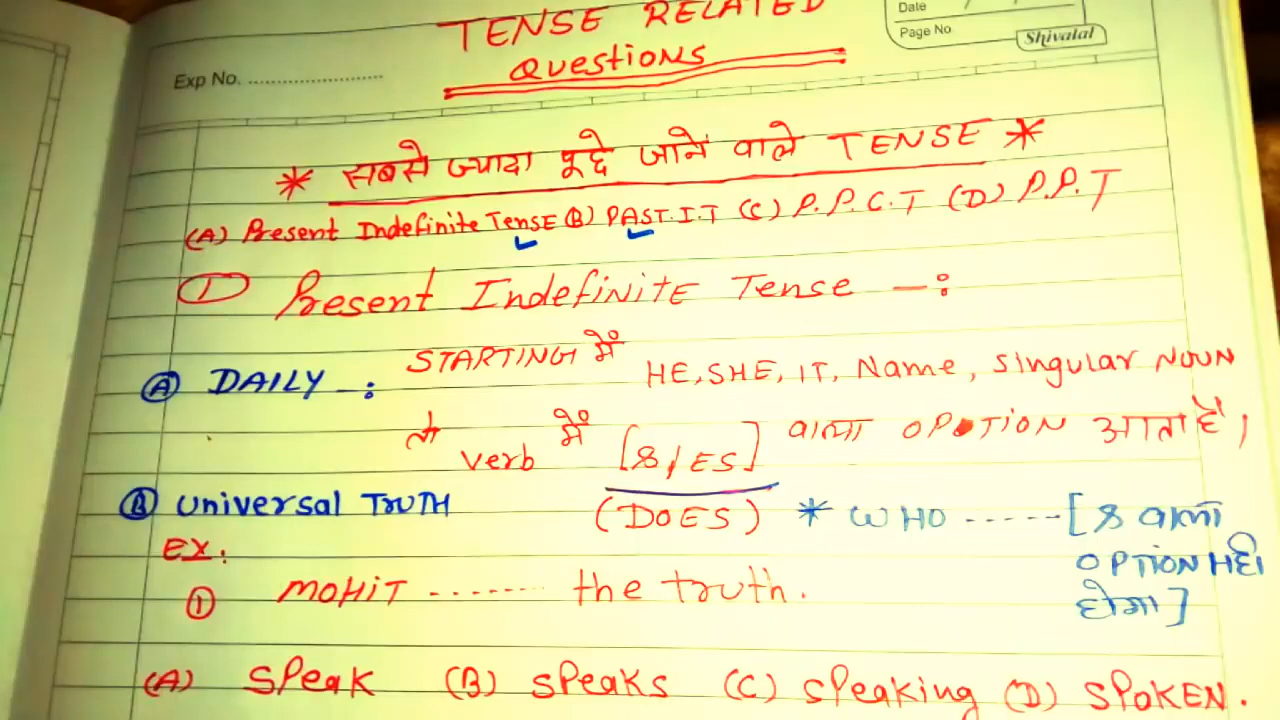 TENSE RELATED
Questions
Date
Page No
Shivalal
Exp No.
* सबसे ज्यादा पूछे जाने वाले TENSE *
(A) Present Indefinite Tense (B) PAST.I.T (C) P.P.C.T (D) P.P.T
① Present Indefinite Tense —:
Ⓐ DAILY -: STARTING में HE, SHE, IT, Name, Singular NOUN
तो verb में [S/ES] वाला OPTION आता है।
Ⓑ Universal TRUTH (DOES) * WHO ------[S वाला
OPTION सही
होगा]
EX:
① MOHIT ------- the truth.
(A) Speak (B) Speaks (C) Speaking (D) SPOKEN.